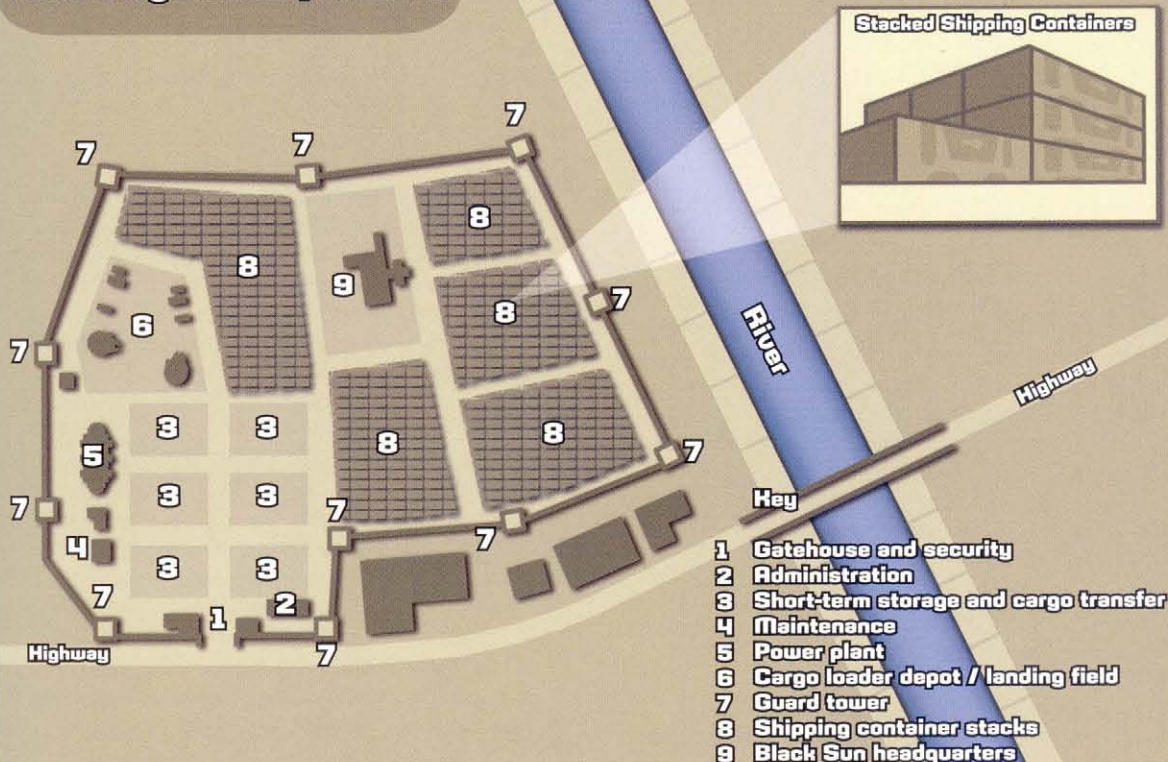 Stacked Shipping Containers
7
7
7
8
8
9
8
7
6
7
River
Highway
3
3
8
8
5
7
7
3
3
7
7
Key
4
3
3
7
1
2
7
Highway
1 Gatehouse and security
2 Administration
3 Short-term storage and cargo transfer
4 Maintenance
5 Power plant
6 Cargo loader depot / landing field
7 Guard tower
8 Shipping container stacks
9 Black Sun headquarters